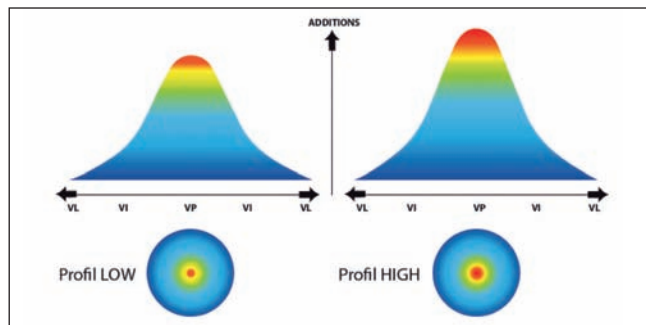 ADDITIONS
VL VI VP VI VL
VL VI VP VI VL
Profil LOW
Profil HIGH